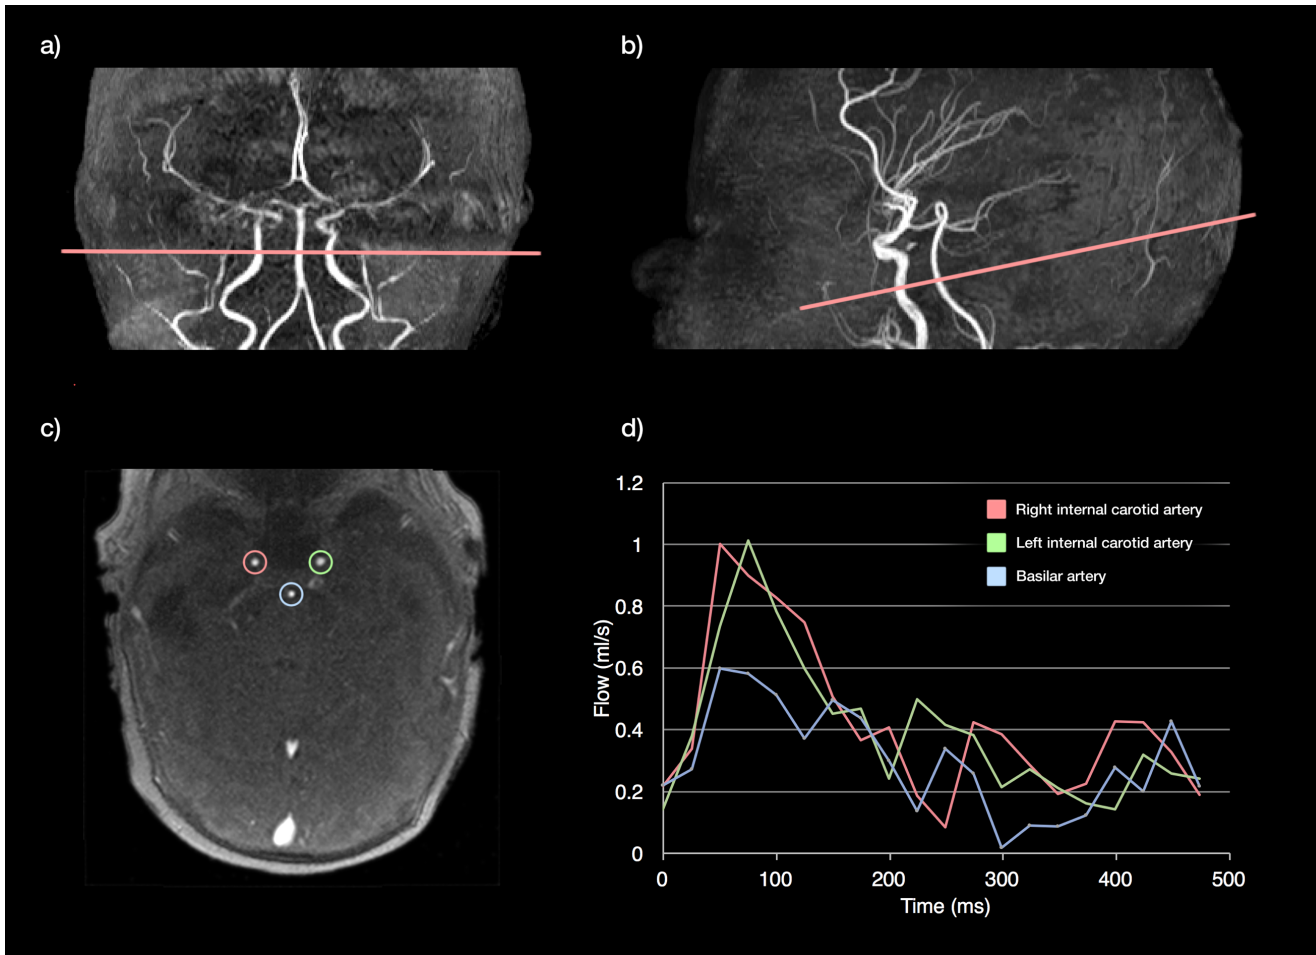 a)
b)
c)
d)
1.2
1
0.8
0.6
0.4
0.2
0
Flow (ml/s)
Right internal carotid artery
Left internal carotid artery
Basilar artery
0 100 200 300 400 500
Time (ms)